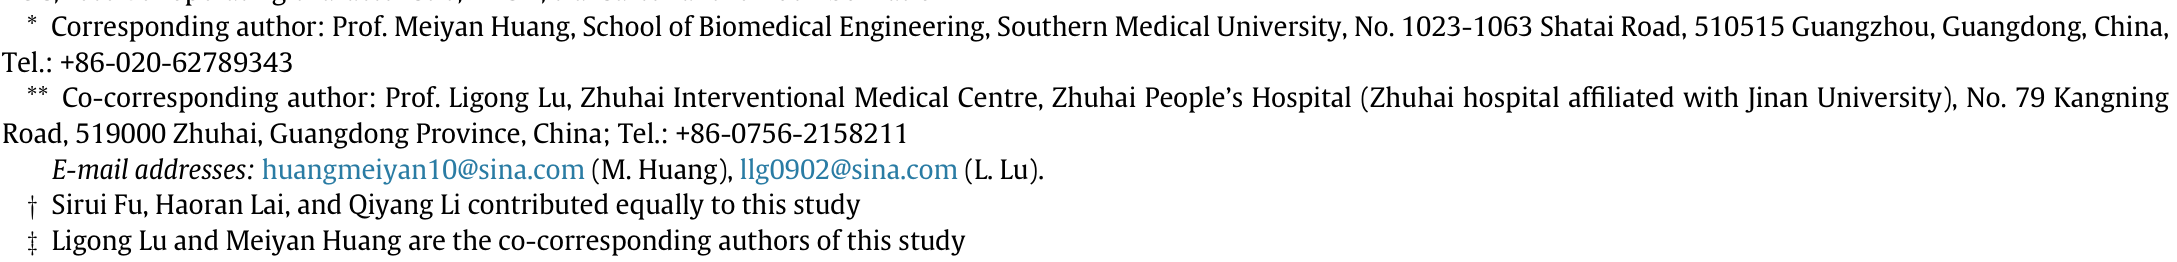 * Corresponding author: Prof. Meiyan Huang, School of Biomedical Engineering, Southern Medical University, No. 1023-1063 Shatai Road, 510515 Guangzhou, Guangdong, China,
Tel.: +86-020-62789343
** Co-corresponding author: Prof. Ligong Lu, Zhuhai Interventional Medical Centre, Zhuhai People’s Hospital (Zhuhai hospital affiliated with Jinan University), No. 79 Kangning
Road, 519000 Zhuhai, Guangdong Province, China; Tel.: +86-0756-2158211
E-mail addresses: huangmeiyan10@sina.com (M. Huang), llg0902@sina.com (L. Lu).
† Sirui Fu, Haoran Lai, and Qiyang Li contributed equally to this study
‡ Ligong Lu and Meiyan Huang are the co-corresponding authors of this study